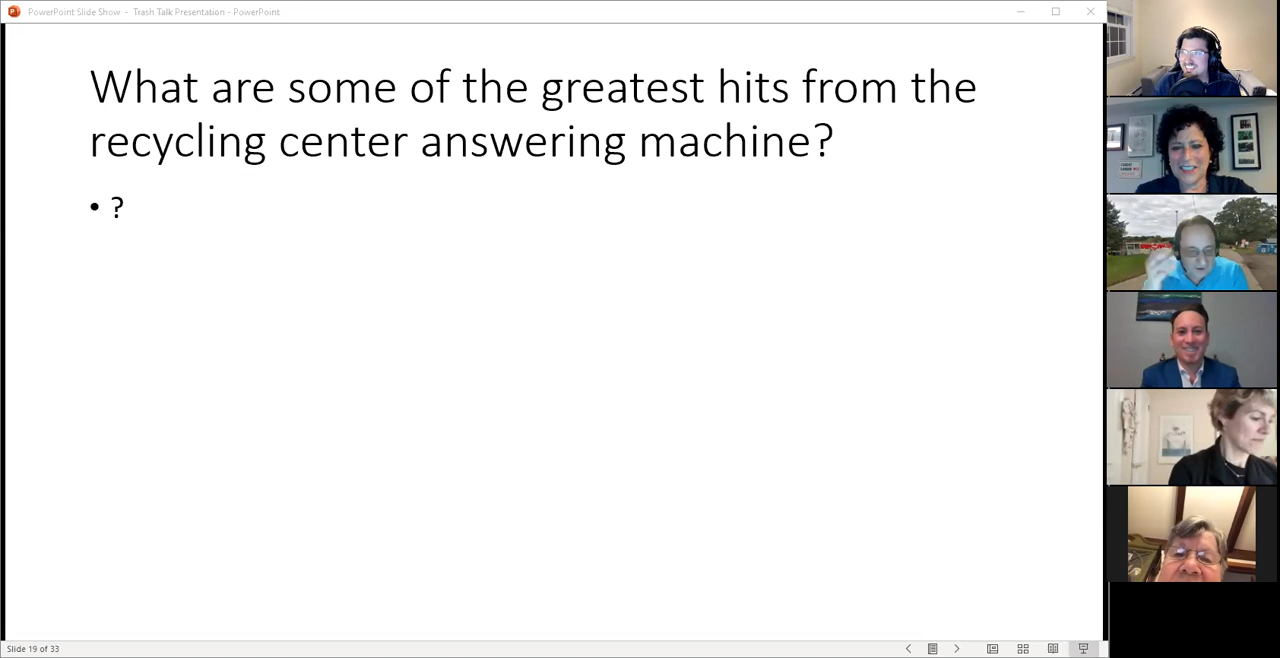 PowerPoint Slide Show - Trash Talk Presentation - PowerPoint
What are some of the greatest hits from the
recycling center answering machine?
• ?
Slide 19 of 33